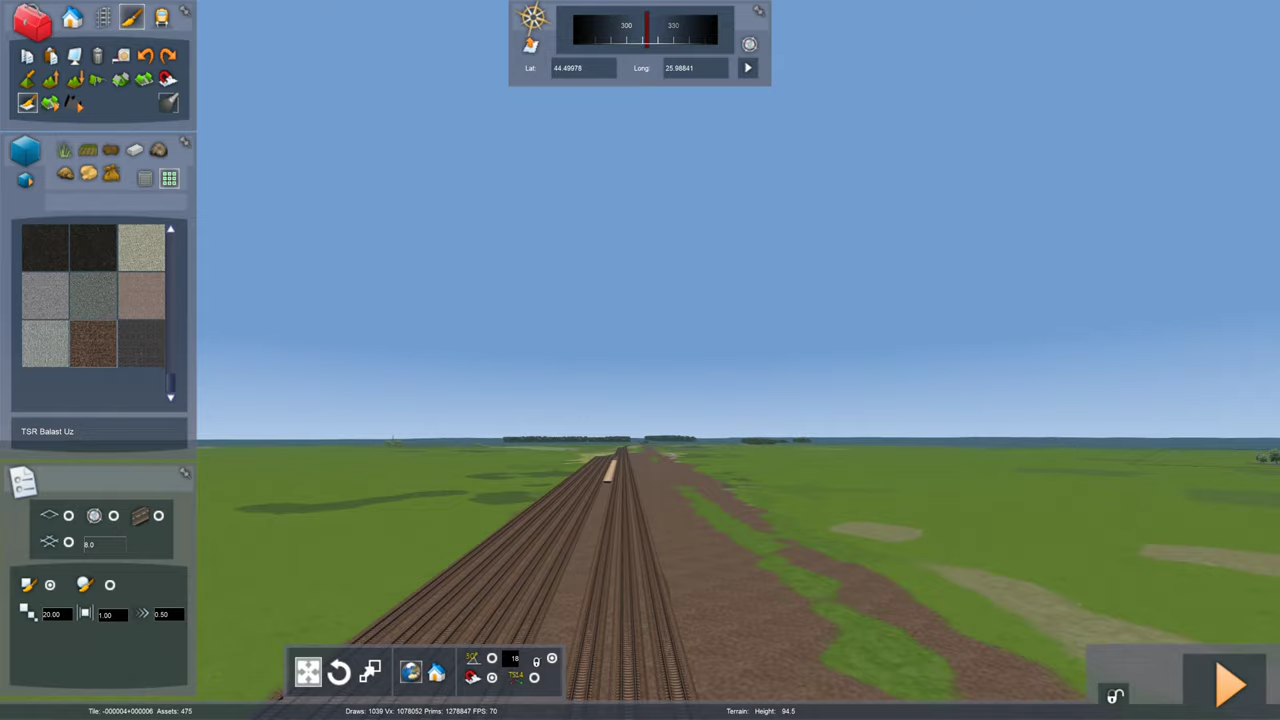 300 330
Lat: 44.49978 Long: 25.98841
TSR Balast Uz
8.0
20.00 1.00 0.50
18
Tile: -000004+000006 Assets: 475 Draws: 1039 Vx: 1078052 Prims: 1278847 FPS: 70 Terrain: Height: 94.5